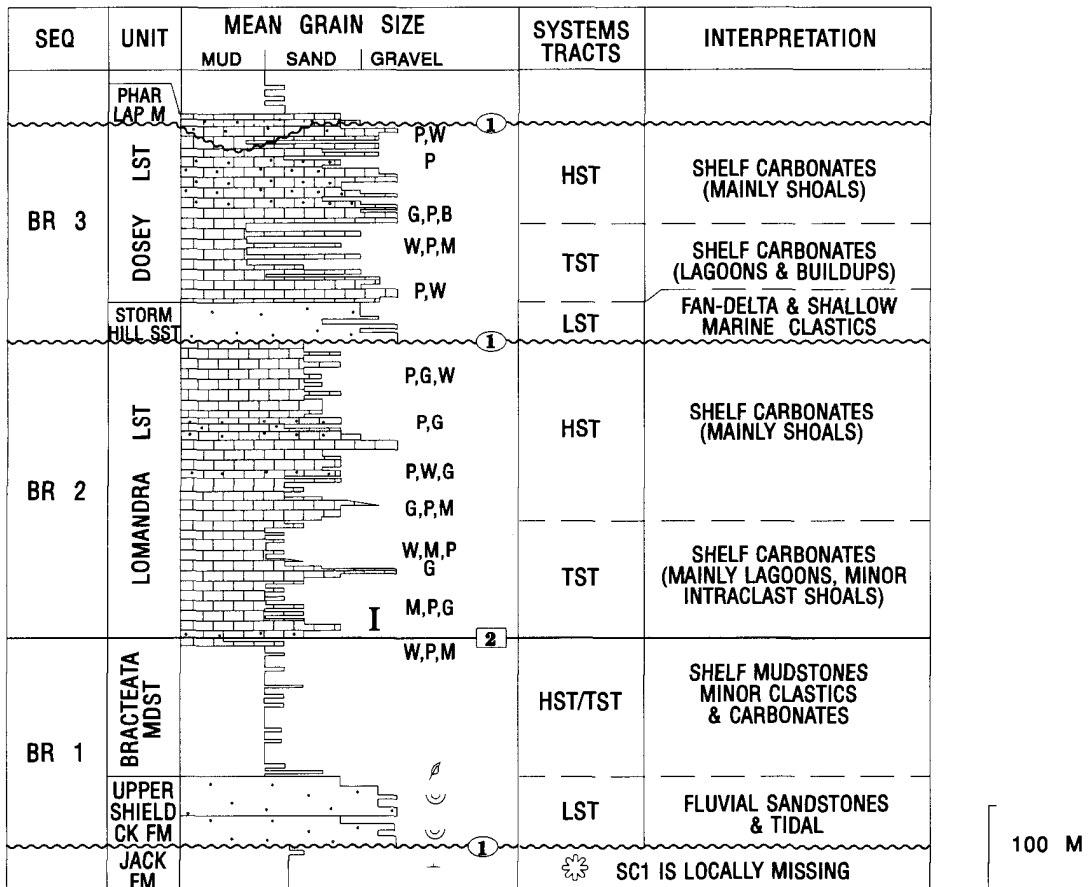 SEQ
UNIT
MEAN GRAIN SIZE
MUD SAND GRAVEL
SYSTEMS
TRACTS
INTERPRETATION
PHAR
LAP M
1
BR 3
DOSEY LST
P,W
P
G,P,B
W,P,M
P,W
HST
SHELF CARBONATES
(MAINLY SHOALS)
TST
SHELF CARBONATES
(LAGOONS & BUILDUPS)
STORM
HILL SST
LST
FAN-DELTA & SHALLOW
MARINE CLASTICS
1
BR 2
LOMANDRA LST
P,G,W
P,G
P,W,G
G,P,M
W,M,P
G
M,P,G
I
HST
SHELF CARBONATES
(MAINLY SHOALS)
TST
SHELF CARBONATES
(MAINLY LAGOONS, MINOR
INTRACLAST SHOALS)
2
BR 1
BRACTEATA
MDST
W,P,M
HST/TST
SHELF MUDSTONES
MINOR CLASTICS
& CARBONATES
UPPER
SHIELD
CK FM
LST
FLUVIAL SANDSTONES
& TIDAL
1
JACK
FM
SC1 IS LOCALLY MISSING
100 M